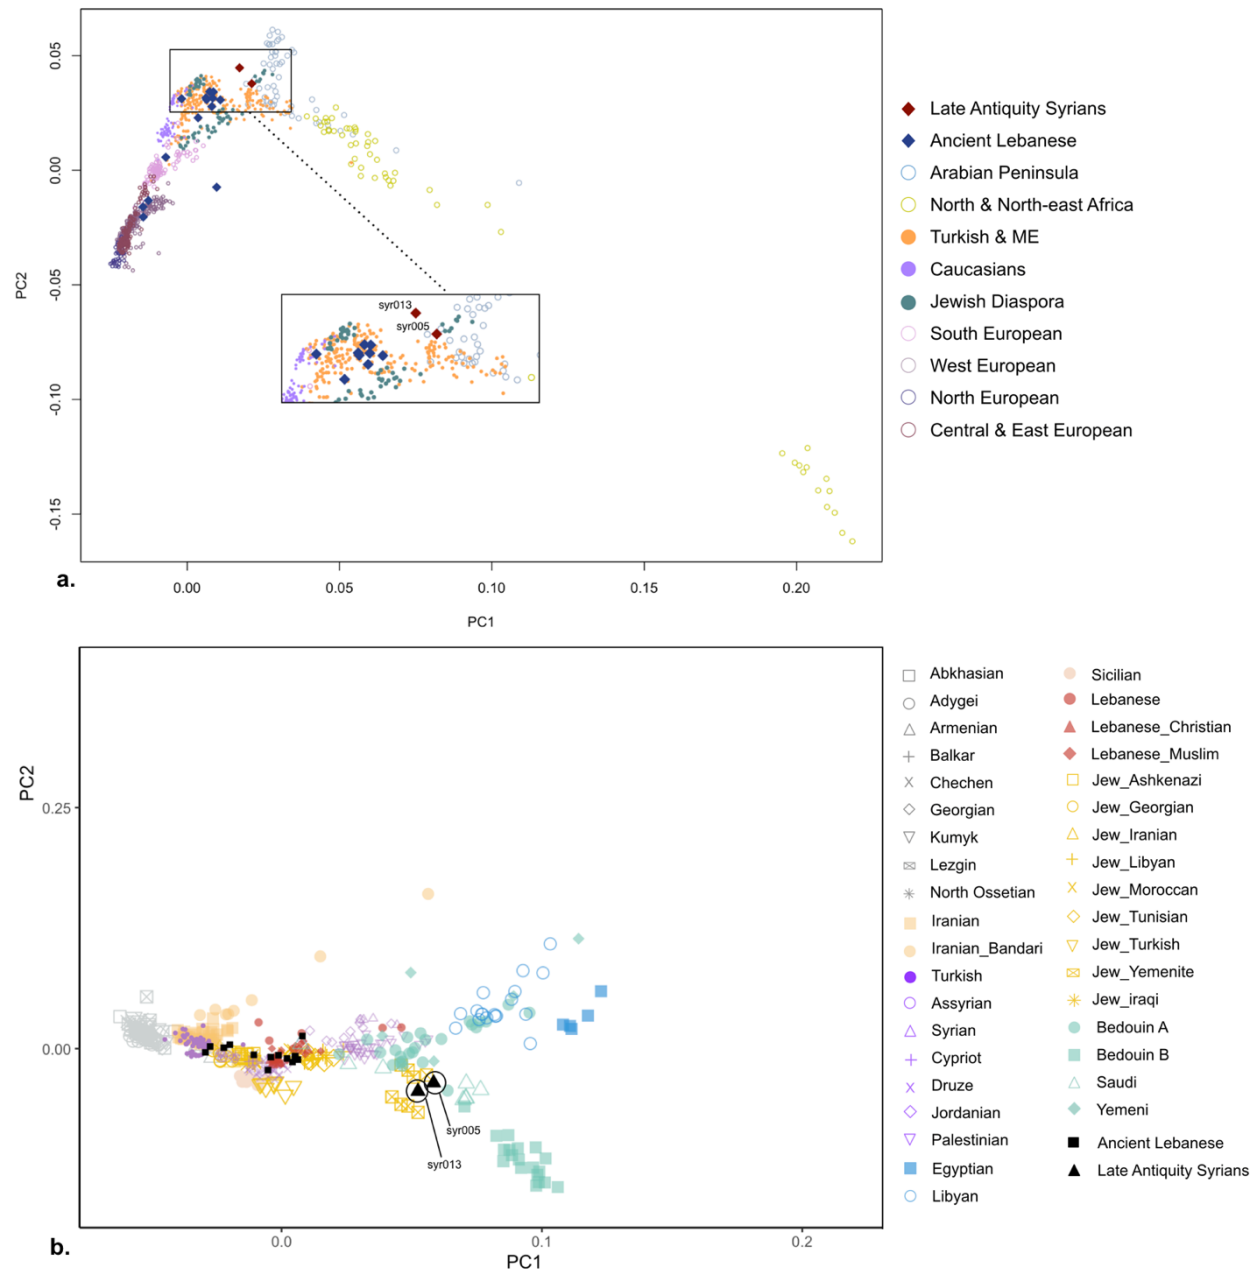 0.05
0.00
-0.05
-0.10
-0.15
PC2
syr013
syr005
0.00
0.05
0.10
0.15
0.20
PC1
a.
Late Antiquity Syrians
Ancient Lebanese
Arabian Peninsula
North & North-east Africa
Turkish & ME
Caucasians
Jewish Diaspora
South European
West European
North European
Central & East European
PC2
0.25
0.00
syr005
syr013
0.0
0.1
0.2
PC1
b.
Abkhasian
Adygei
Armenian
Balkar
Chechen
Georgian
Kumyk
Lezgin
North Ossetian
Iranian
Iranian_Bandari
Turkish
Assyrian
Syrian
Cypriot
Druze
Jordanian
Palestinian
Egyptian
Libyan
Sicilian
Lebanese
Lebanese_Christian
Lebanese_Muslim
Jew_Ashkenazi
Jew_Georgian
Jew_Iranian
Jew_Libyan
Jew_Moroccan
Jew_Tunisian
Jew_Turkish
Jew_Yemenite
Jew_iraqi
Bedouin A
Bedouin B
Saudi
Yemeni
Ancient Lebanese
Late Antiquity Syrians